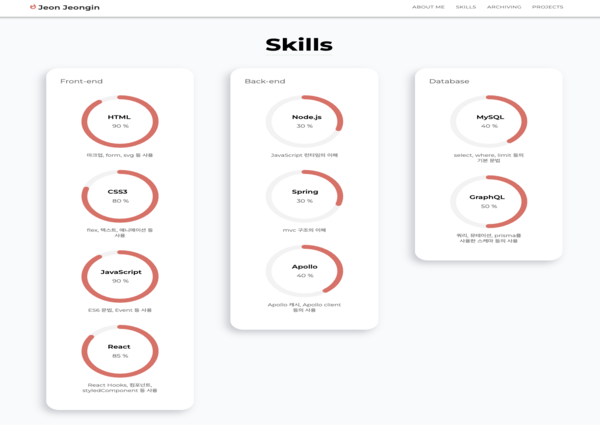 Jeon Jeongin
ABOUT ME SKILLS ARCHIVING PROJECTS
Skills
Front-end
HTML
90 %
마크업, form, svg 등 사용
CSS3
80 %
flex, 텍스트, 애니메이션 등
사용
JavaScript
90 %
ES6 문법, Event 등 사용
React
85 %
React Hooks, 컴포넌트,
styledComponent 등 사용
Back-end
Node.js
30 %
JavaScript 런타임의 이해
Spring
30 %
mvc 구조의 이해
Apollo
40 %
Apollo 캐시, Apollo client
등의 사용
Database
MySQL
40 %
select, where, limit 등의
기본 문법
GraphQL
50 %
쿼리, 뮤테이션, prisma를
사용한 스키마 등의 사용